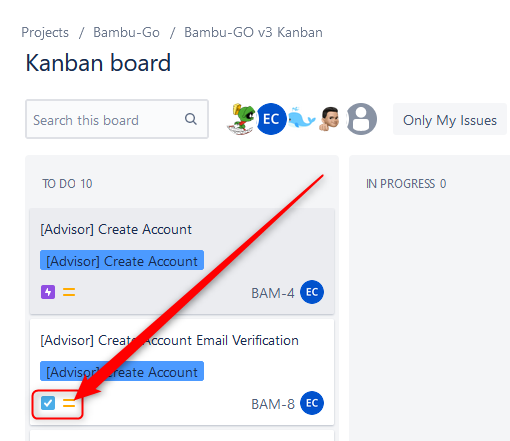 Projects / Bambu-Go / Bambu-GO v3 Kanban
Kanban board
Search this board
EC
Only My Issues
TO DO 10
IN PROGRESS 0
[Advisor] Create Account
[Advisor] Create Account
BAM-4 EC
[Advisor] Create Account Email Verification
[Advisor] Create Account
BAM-8 EC